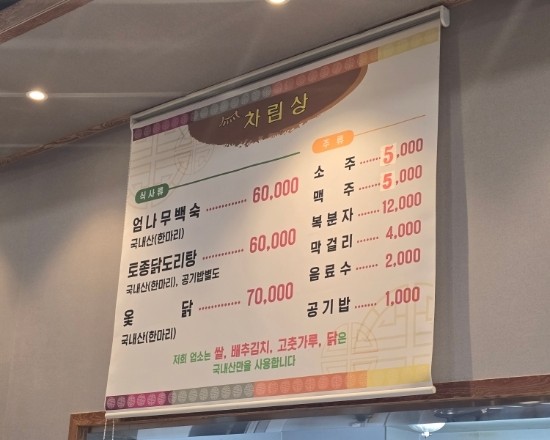 차림상
식사류
엄나무백숙 60,000
국내산(한마리)
토종닭도리탕 60,000
국내산(한마리), 공기밥별도
옻 닭 70,000
국내산(한마리)
주류
소 주 5,000
맥 주 5,000
복분자 12,000
막걸리 4,000
음료수 2,000
공기밥 1,000
저희 업소는 쌀, 배추김치, 고춧가루, 닭은
국내산만을 사용합니다